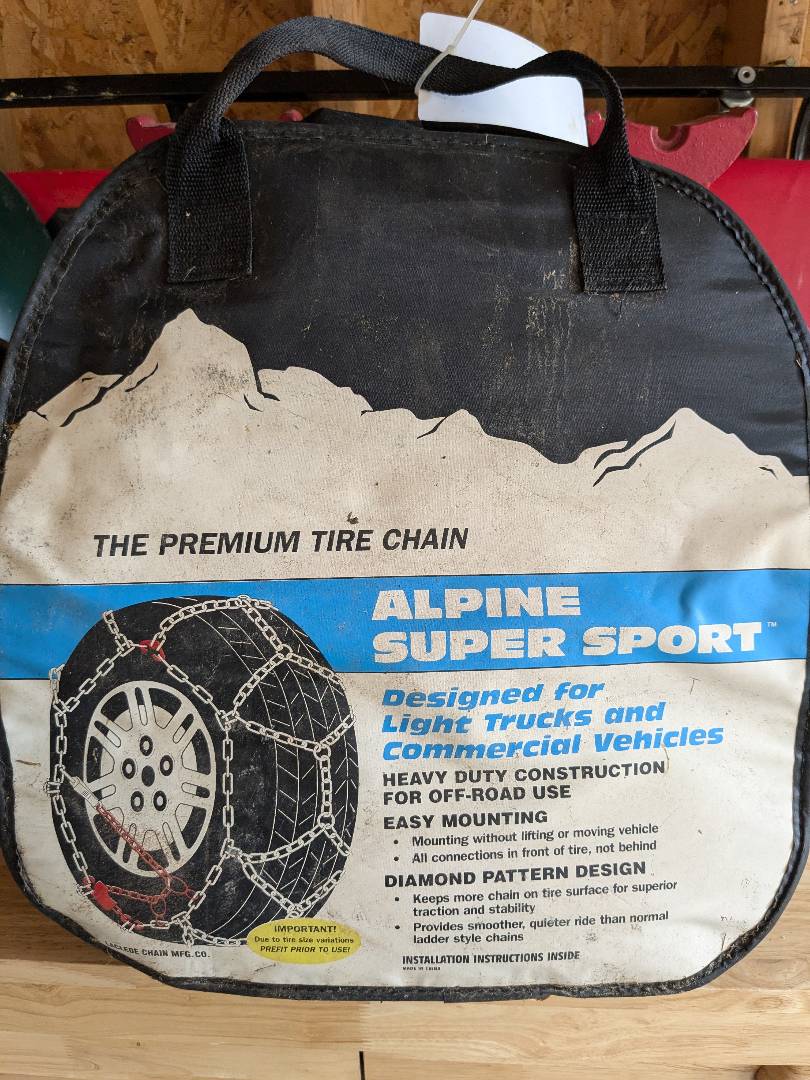 THE PREMIUM TIRE CHAIN
ALPINE
SUPER SPORT™
Designed for
Light Trucks and
Commercial Vehicles
HEAVY DUTY CONSTRUCTION
FOR OFF-ROAD USE
EASY MOUNTING
• Mounting without lifting or moving vehicle
• All connections in front of tire, not behind
DIAMOND PATTERN DESIGN
• Keeps more chain on tire surface for superior
traction and stability
• Provides smoother, quieter ride than normal
ladder style chains
INSTALLATION INSTRUCTIONS INSIDE
MADE IN CHINA
IMPORTANT!
Due to tire size variations
PREFIT PRIOR TO USE!
LACLEDE CHAIN MFG. CO.